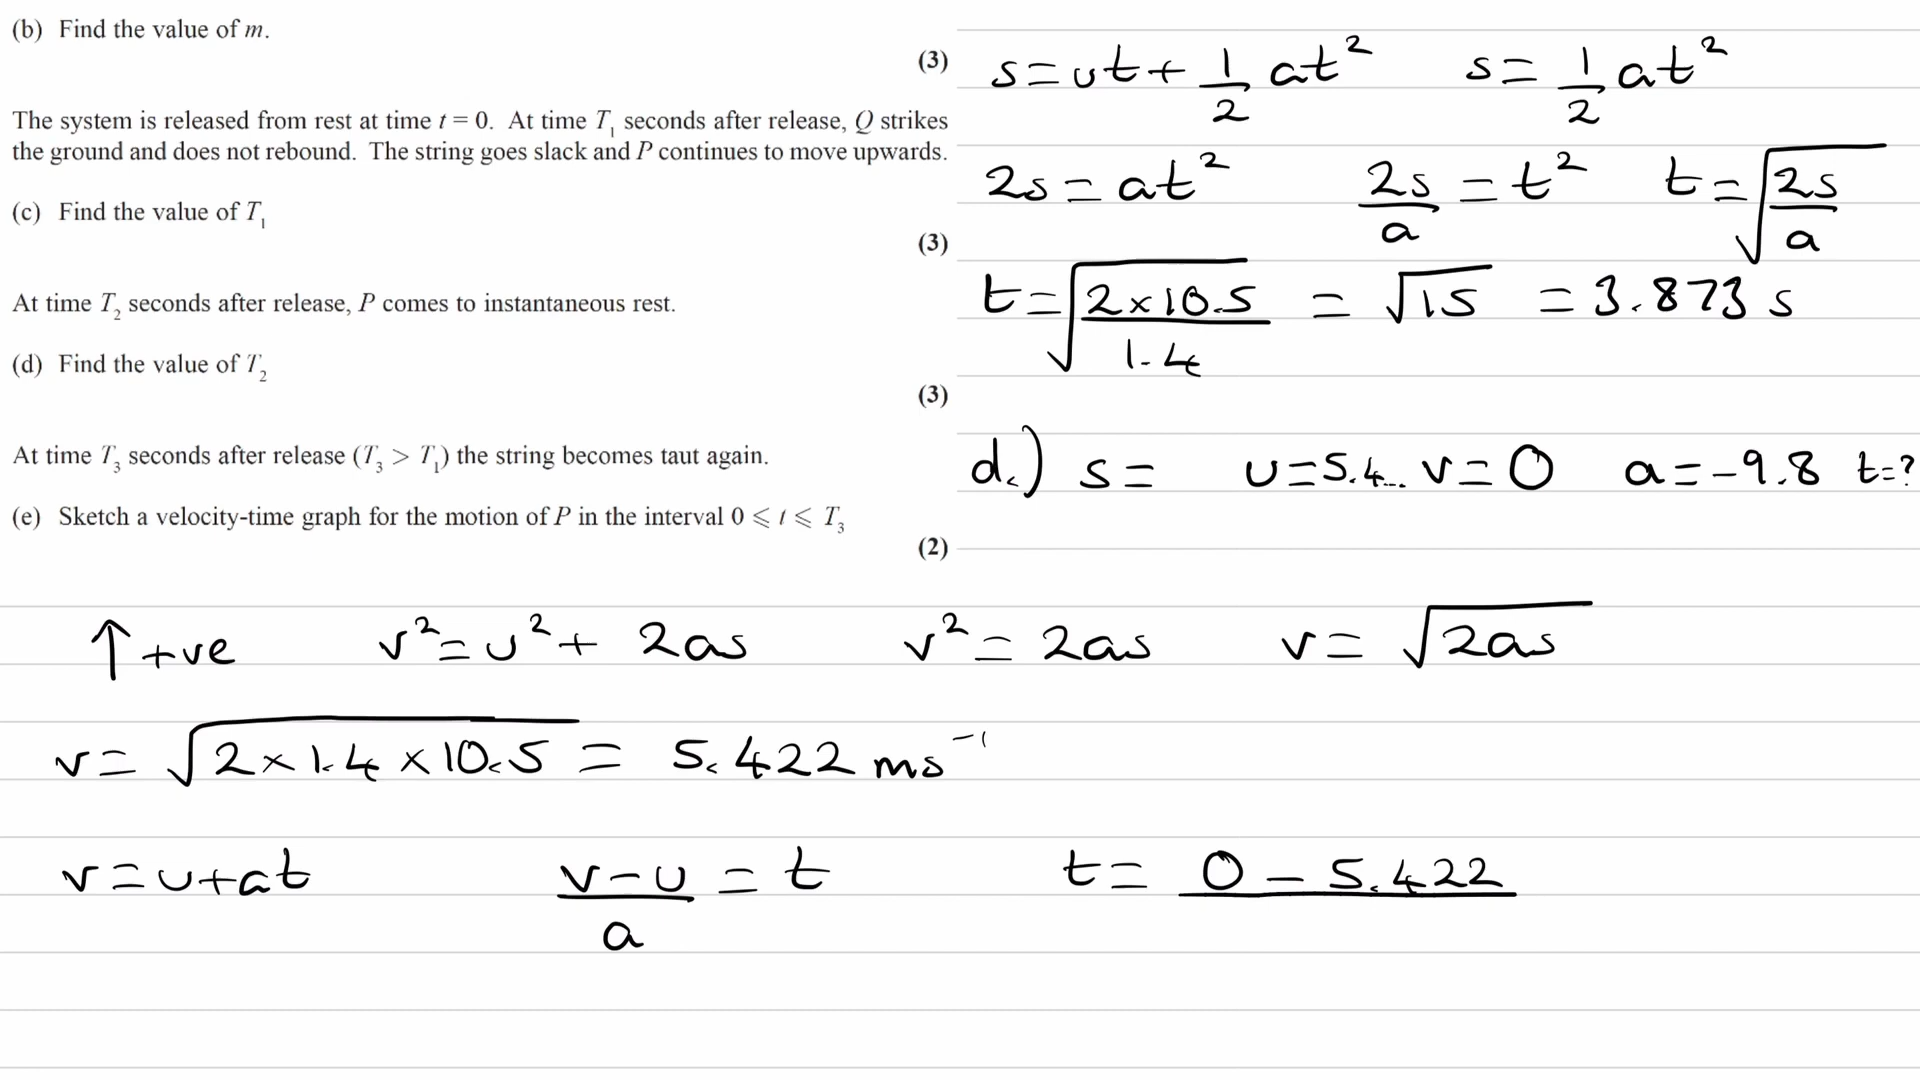 (b) Find the value of m.
(3)
The system is released from rest at time t = 0. At time T₁ seconds after release, Q strikes
the ground and does not rebound. The string goes slack and P continues to move upwards.
(c) Find the value of T₁
(3)
At time T₂ seconds after release, P comes to instantaneous rest.
(d) Find the value of T₂
(3)
At time T₃ seconds after release (T₃ > T₁) the string becomes taut again.
(e) Sketch a velocity-time graph for the motion of P in the interval 0 ⩽ t ⩽ T₃
(2)
s=ut+1/2 at² s=1/2 at²
2s=at² 2s/a=t² t=√(2s/a)
t=√(2×10.5/1.4) = √15 = 3.873 s
d.) s= u=5.4... v=0 a=-9.8 t=?
↑+ve v²=u²+2as v²=2as v=√2as
v=√2×1.4×10.5 = 5.422 ms⁻¹
v=u+at v-u/a=t t=0-5.422